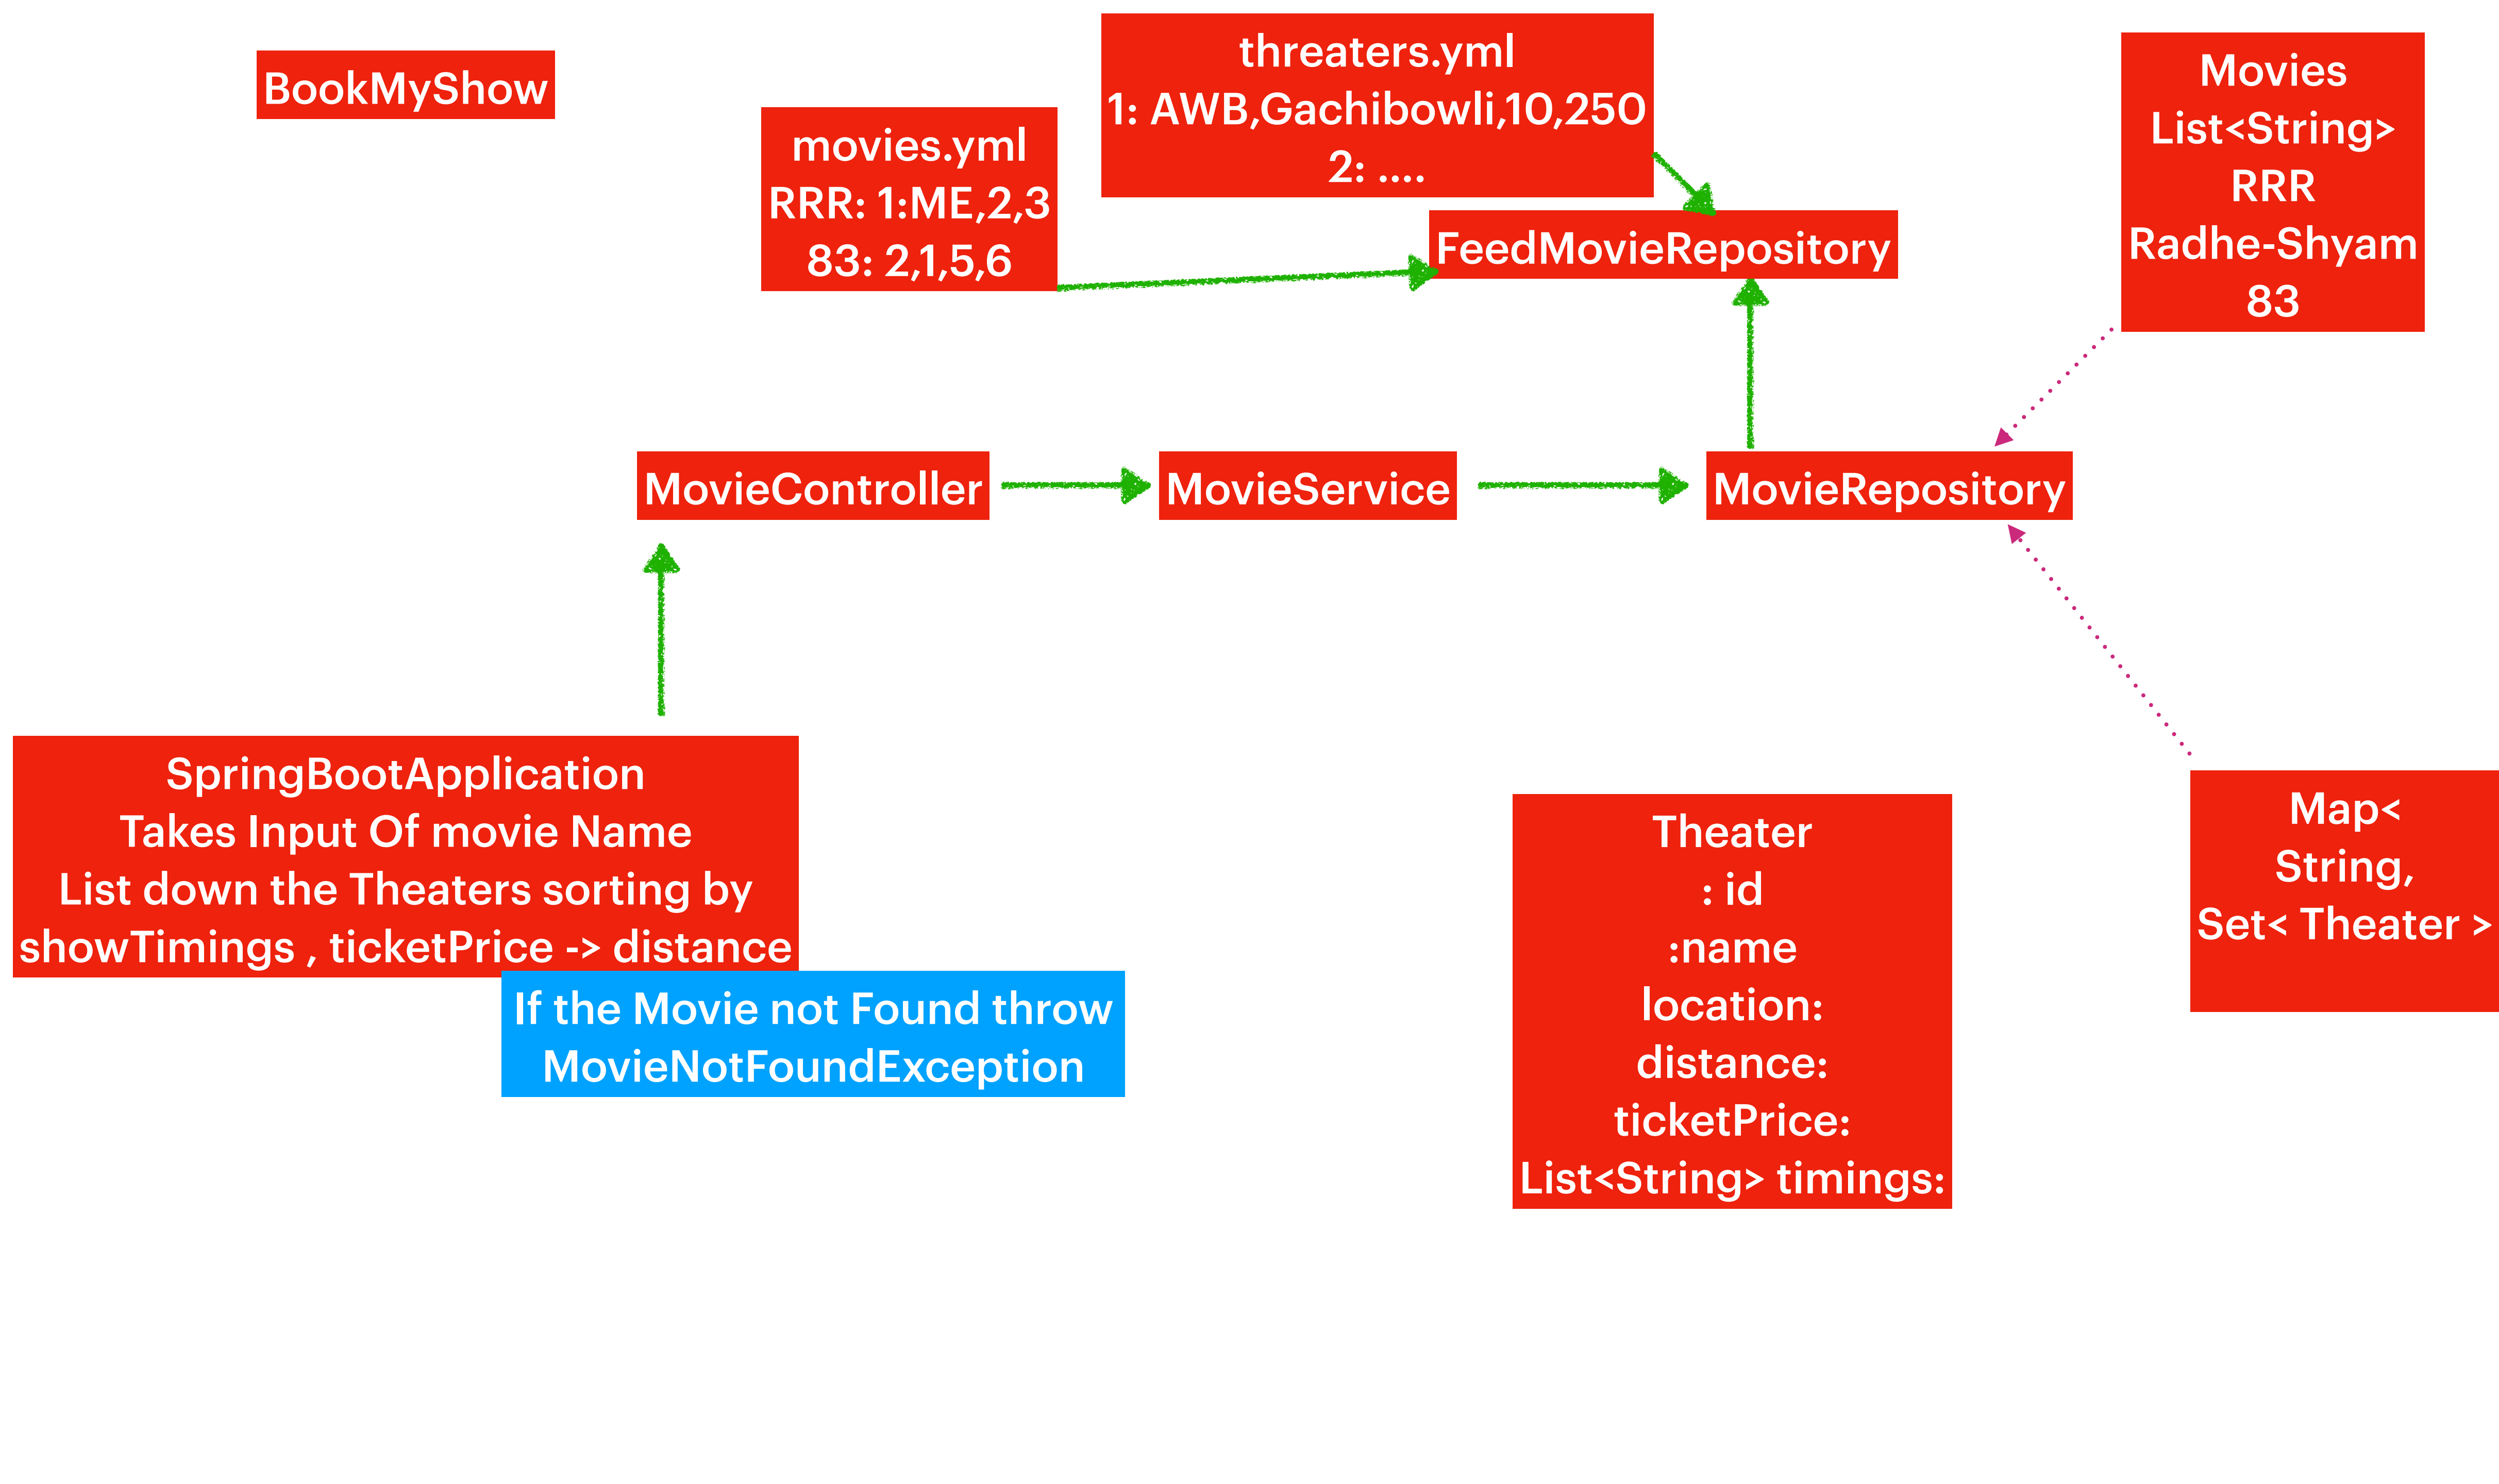 BookMyShow
threaters.yml
1: AWB,Gachibowli,10,250
2: ....
movies.yml
RRR: 1:ME,2,3
83: 2,1,5,6
FeedMovieRepository
Movies
List<String>
RRR
Radhe-Shyam
83
MovieController
MovieService
MovieRepository
SpringBootApplication
Takes Input Of movie Name
List down the Theaters sorting by
showTimings , ticketPrice -> distance
If the Movie not Found throw
MovieNotFoundException
Theater
: id
:name
location:
distance:
ticketPrice:
List<String> timings:
Map<
String,
Set< Theater >